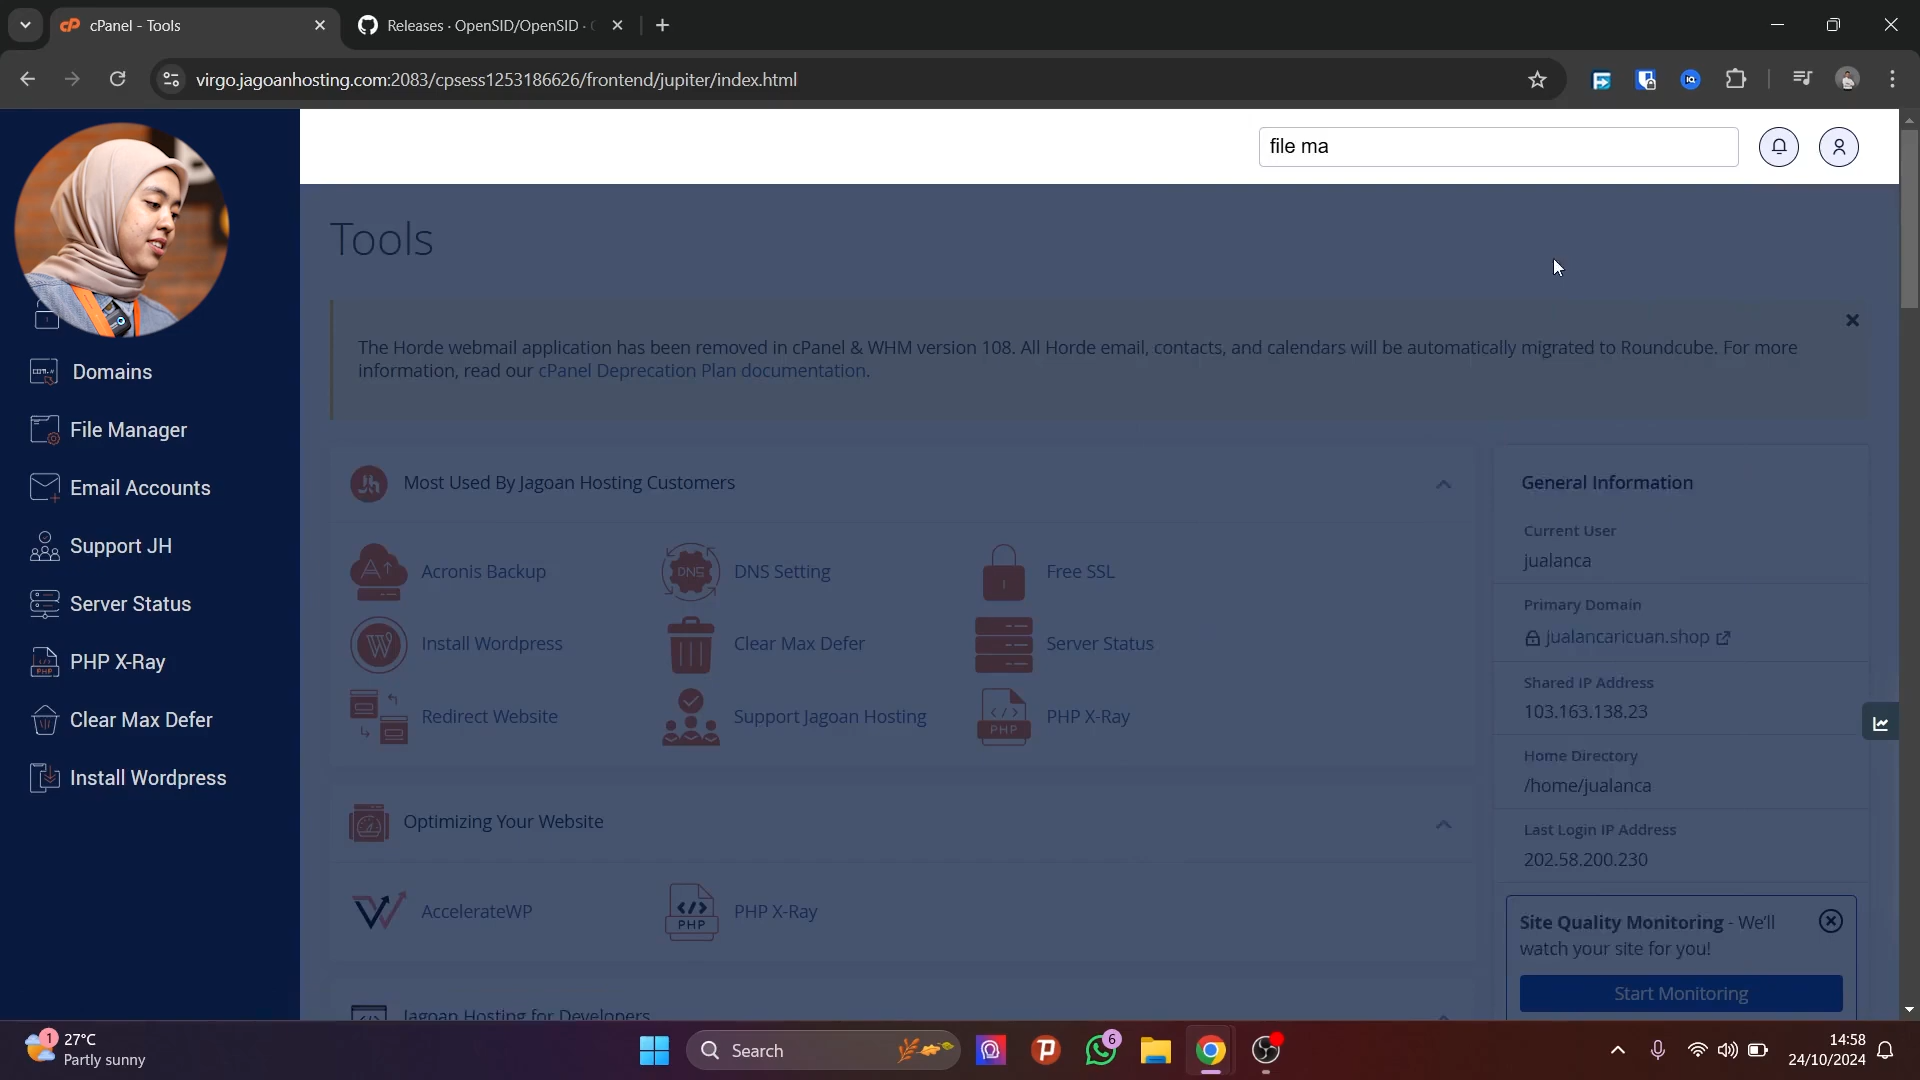 cPanel - Tools
Releases · OpenSID/OpenSID ·
virgo.jagoanhosting.com:2083/cpsess1253186626/frontend/jupiter/index.html
file ma
Tools
The Horde webmail application has been removed in cPanel & WHM version 108. All Horde email, contacts, and calendars will be automatically migrated to Roundcube. For more
information, read our cPanel Deprecation Plan documentation.
Domains
File Manager
Email Accounts
Support JH
Server Status
PHP X-Ray
Clear Max Defer
Install Wordpress
Most Used By Jagoan Hosting Customers
Acronis Backup
DNS
DNS Setting
Free SSL
Install Wordpress
Clear Max Defer
Server Status
Redirect Website
Support Jagoan Hosting
PHP
PHP X-Ray
Optimizing Your Website
AccelerateWP
PHP
PHP X-Ray
Jagoan Hosting for Developers
General Information
Current User
jualanca
Primary Domain
jualancaricuan.shop
Shared IP Address
103.163.138.23
Home Directory
/home/jualanca
Last Login IP Address
202.58.200.230
Site Quality Monitoring - We'll
watch your site for you!
Start Monitoring
1
27°C
Partly sunny
Search
6
14:58
24/10/2024